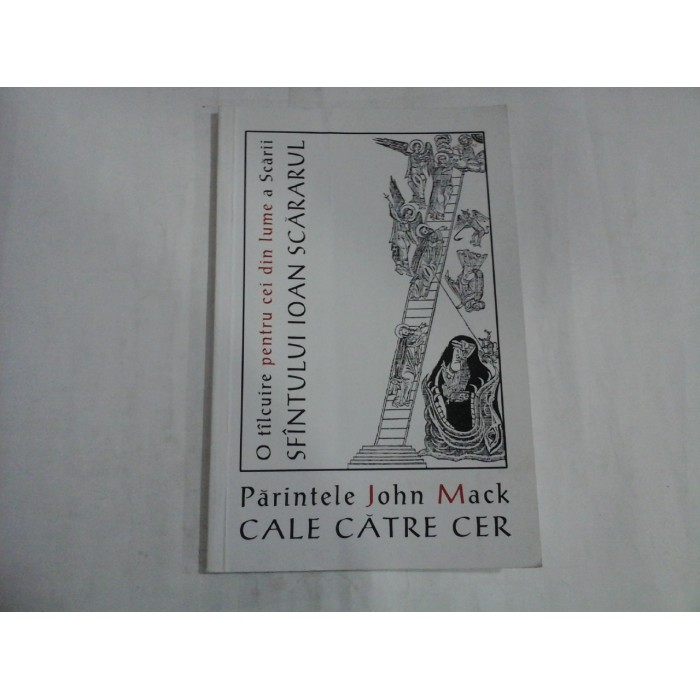 O tîlcuire pentru cei din lume a Scării
SFÎNTULUI IOAN SCĂRARUL
Părintele John Mack
CALE CĂTRE CER